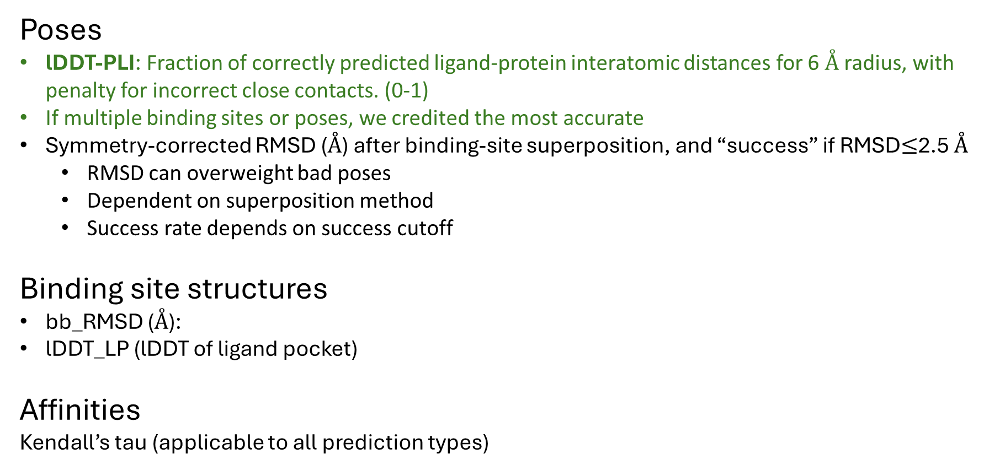 Poses
• lDDT-PLI: Fraction of correctly predicted ligand-protein interatomic distances for 6 Å radius, with
penalty for incorrect close contacts. (0-1)
• If multiple binding sites or poses, we credited the most accurate
• Symmetry-corrected RMSD (Å) after binding-site superposition, and “success” if RMSD≤2.5 Å
• RMSD can overweight bad poses
• Dependent on superposition method
• Success rate depends on success cutoff
Binding site structures
• bb_RMSD (Å):
• lDDT_LP (lDDT of ligand pocket)
Affinities
Kendall’s tau (applicable to all prediction types)